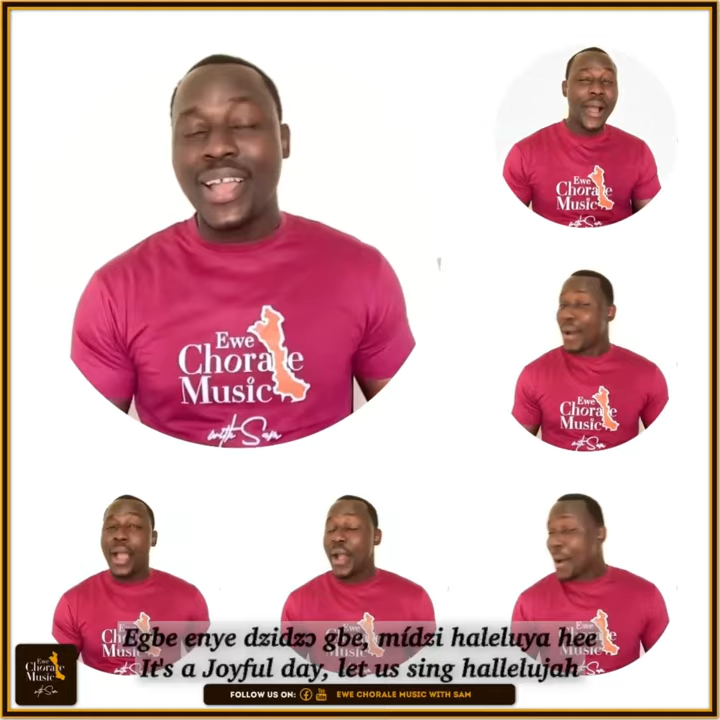 Ewe
Chorale
Music
with Sam
Ewe
Chorale
Music
with Sam
Ewe
Chorale
Music
with Sam
Egbe enye dzidzɔ gbe, mídzi haleluya hee
It's a Joyful day, let us sing hallelujah
Ewe
Chorale
Music
with Sam
FOLLOW US ON: EWE CHORALE MUSIC WITH SAM